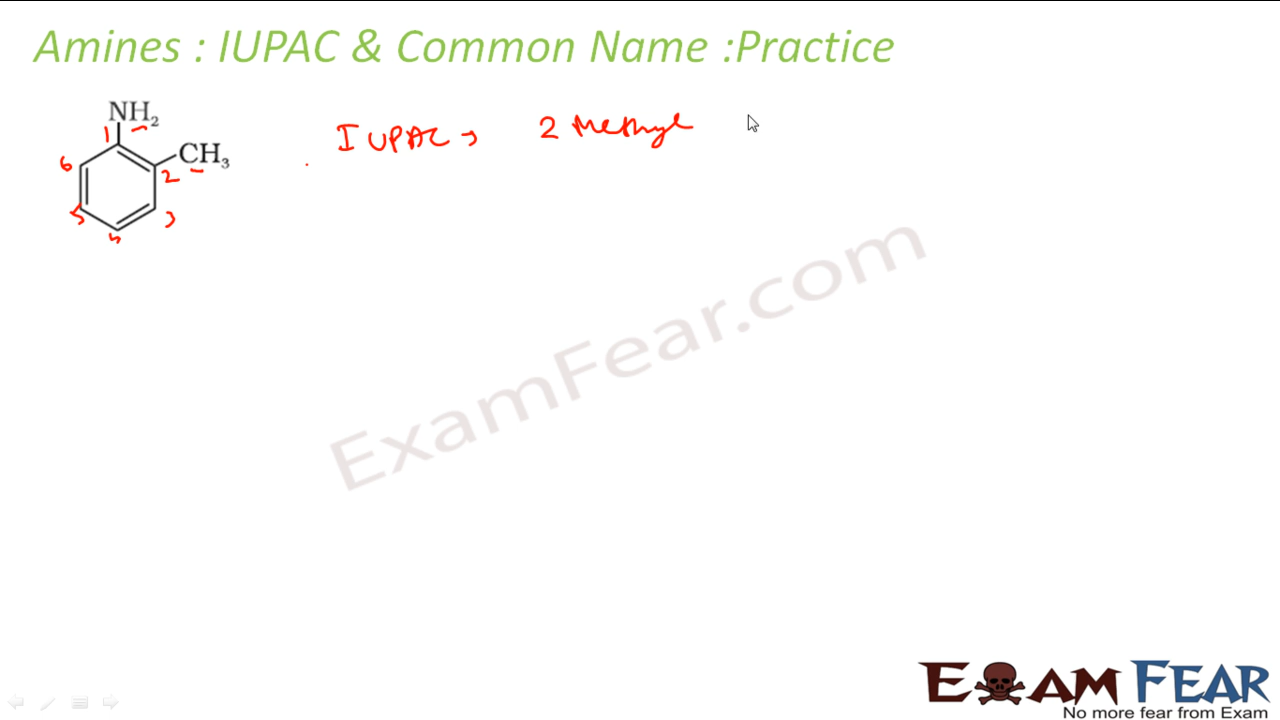 Amines : IUPAC & Common Name :Practice
NH₂
1
CH₃
6
2
5
3
4
IUPAC → 2 Methyl
ExamFear.com
EXAM FEAR
No more fear from Exam